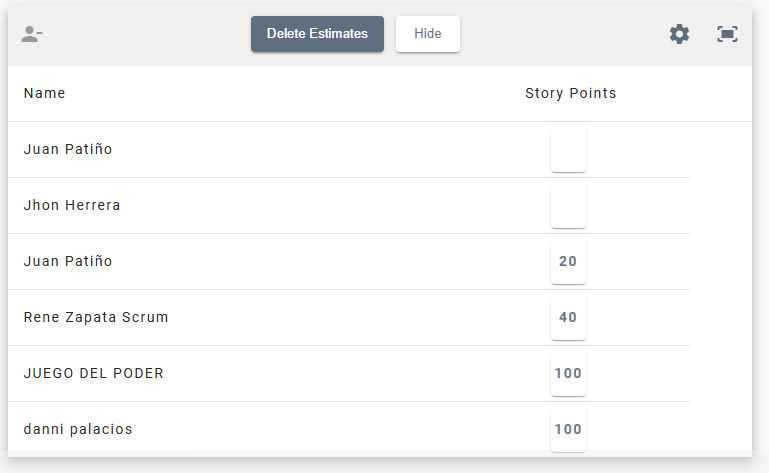 Delete Estimates Hide
Name Story Points
Juan Patiño
Jhon Herrera
Juan Patiño 20
Rene Zapata Scrum 40
JUEGO DEL PODER 100
danni palacios 100